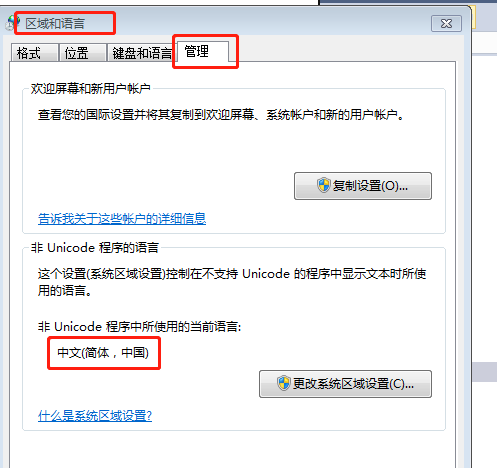 区域和语言
格式 位置 键盘和语言 管理
欢迎屏幕和新用户帐户
查看您的国际设置并将其复制到欢迎屏幕、系统帐户和新的用户帐户。
复制设置(O)...
告诉我关于这些帐户的详细信息
非 Unicode 程序的语言
这个设置(系统区域设置)控制在不支持 Unicode 的程序中显示文本时所使
用的语言。
非 Unicode 程序中所使用的当前语言:
中文(简体，中国)
更改系统区域设置(C)...
什么是系统区域设置?